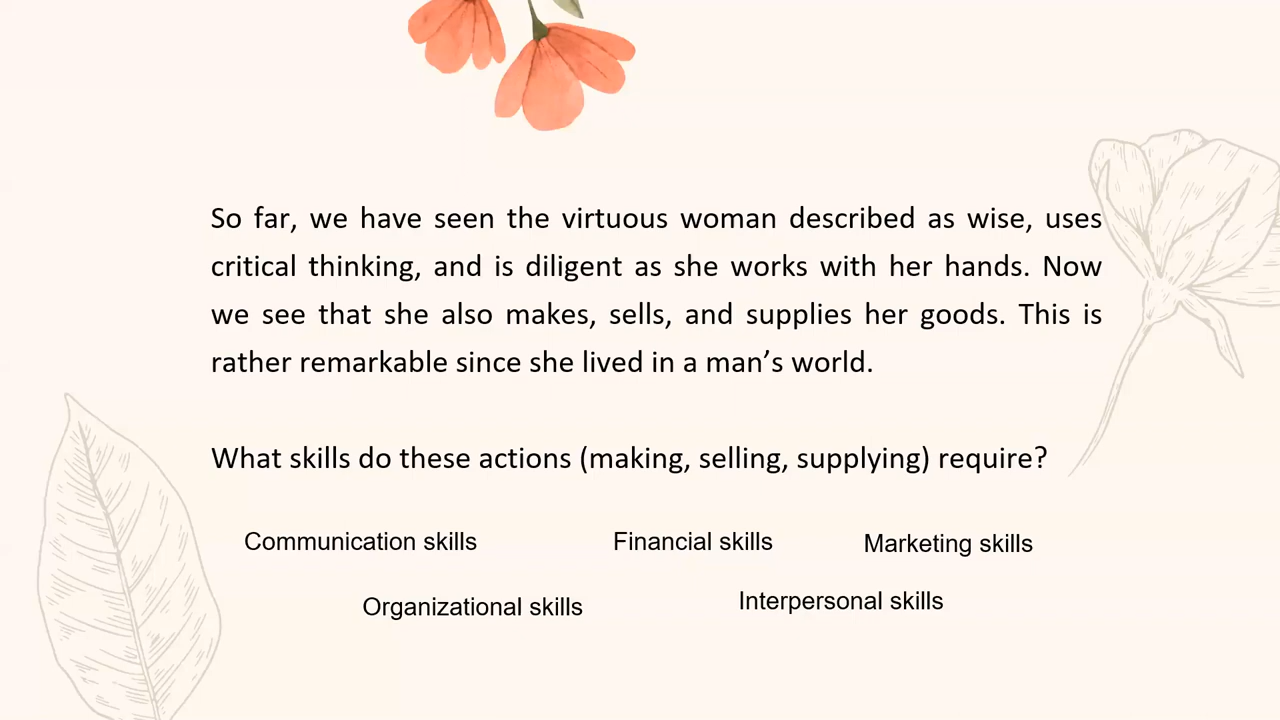 So far, we have seen the virtuous woman described as wise, uses
critical thinking, and is diligent as she works with her hands. Now
we see that she also makes, sells, and supplies her goods. This is
rather remarkable since she lived in a man’s world.
What skills do these actions (making, selling, supplying) require?
Communication skills Financial skills Marketing skills
Organizational skills Interpersonal skills